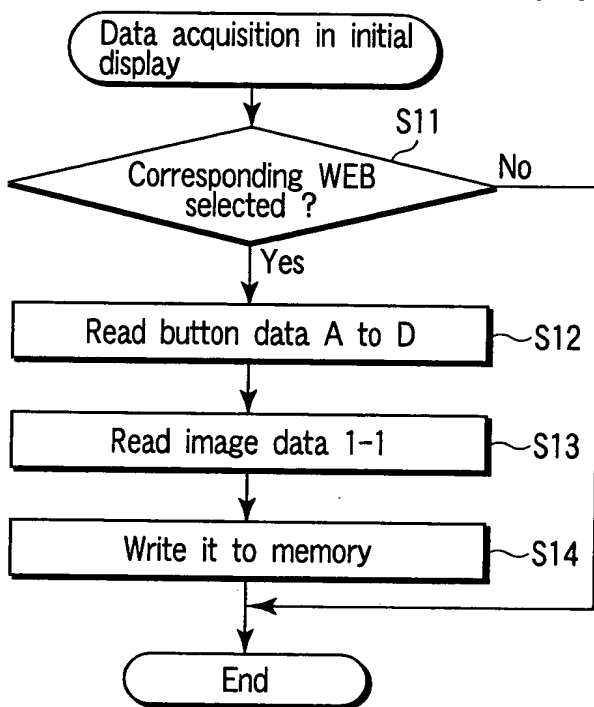 Data acquisition in initial
display
S11
Corresponding WEB
selected ?
No
Yes
Read button data A to D
S12
Read image data 1-1
S13
Write it to memory
S14
End